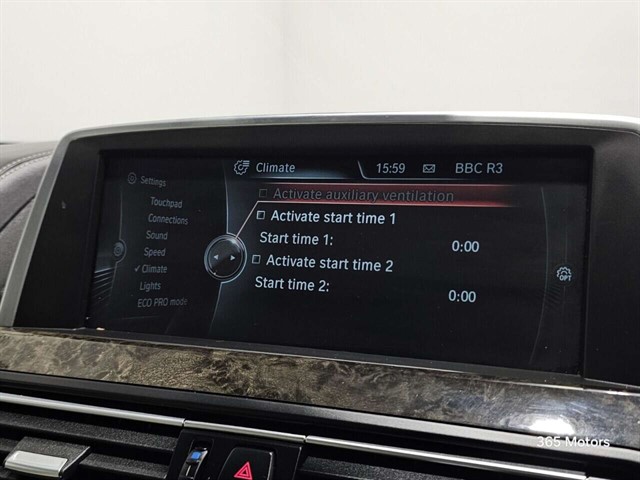 Climate 15:59 BBC R3
Settings
Touchpad
Connections
Sound
Speed
Climate
Lights
ECO PRO mode
Activate auxiliary ventilation
Activate start time 1
Start time 1: 0:00
Activate start time 2
Start time 2: 0:00
OPT
365 Motors